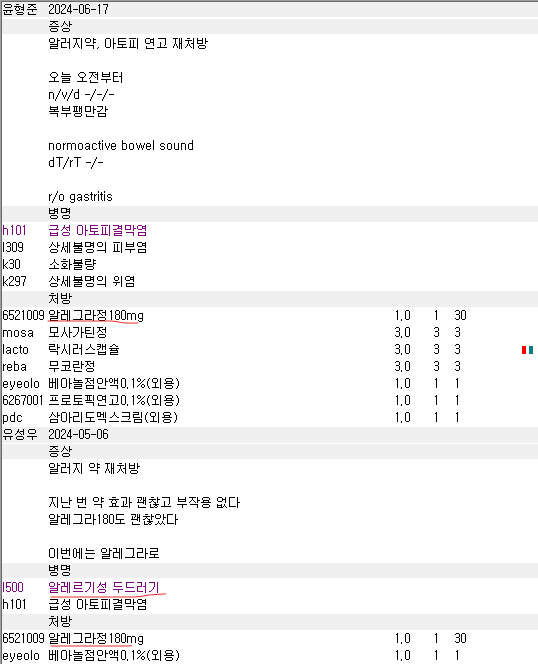 윤형준 2024-06-17
증상
알러지약, 아토피 연고 재처방
오늘 오전부터
n/v/d -/-/-
복부팽만감
normoactive bowel sound
dT/rT -/-
r/o gastritis
병명
h101 급성 아토피결막염
l309 상세불명의 피부염
k30 소화불량
k297 상세불명의 위염
처방
6521009 알레그라정180mg 1.0 1 30
mosa 모사가틴정 3.0 3 3
lacto 락시러스캡슐 3.0 3 3
reba 무코란정 3.0 3 3
eyeolo 베아놀점안액0.1%(외용) 1.0 1 1
6267001 프로토픽연고0.1%(외용) 1.0 1 1
pdc 삼아리도멕스크림(외용) 1.0 1 1
유성우 2024-05-06
증상
알러지 약 재처방
지난 번 약 효과 괜찮고 부작용 없다
알레그라180도 괜찮았다
이번에는 알레그라로
병명
l500 알레르기성 두드러기
h101 급성 아토피결막염
처방
6521009 알레그라정180mg 1.0 1 30
eyeolo 베아놀점안액0.1%(외용) 1.0 1 1